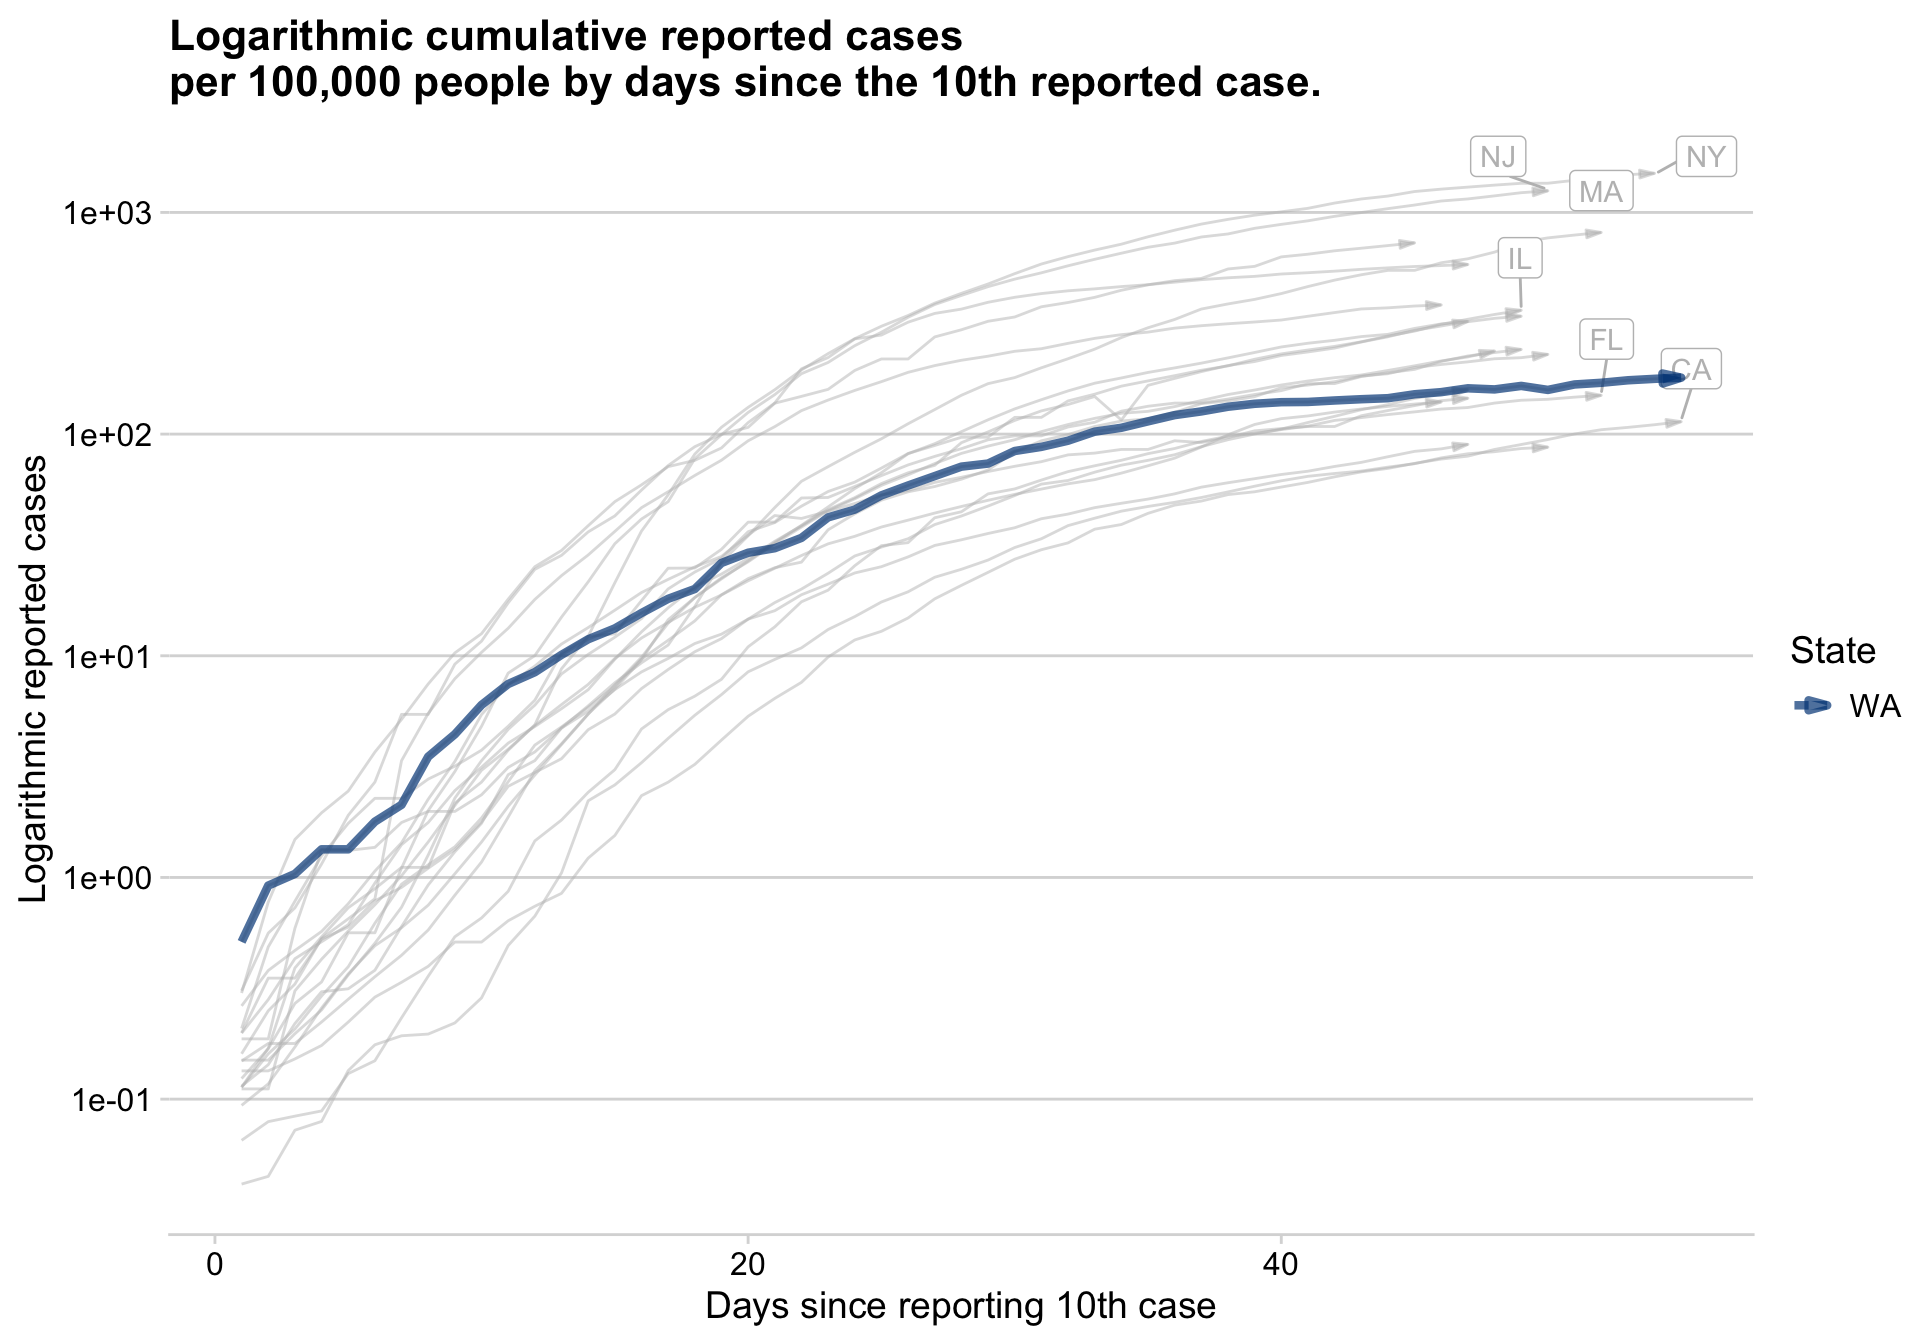 Logarithmic cumulative reported cases
per 100,000 people by days since the 10th reported case.
NJ
NY
MA
1e+03
IL
FL
CA
1e+02
Logarithmic reported cases
1e+01
State
WA
1e+00
1e-01
0
20
40
Days since reporting 10th case